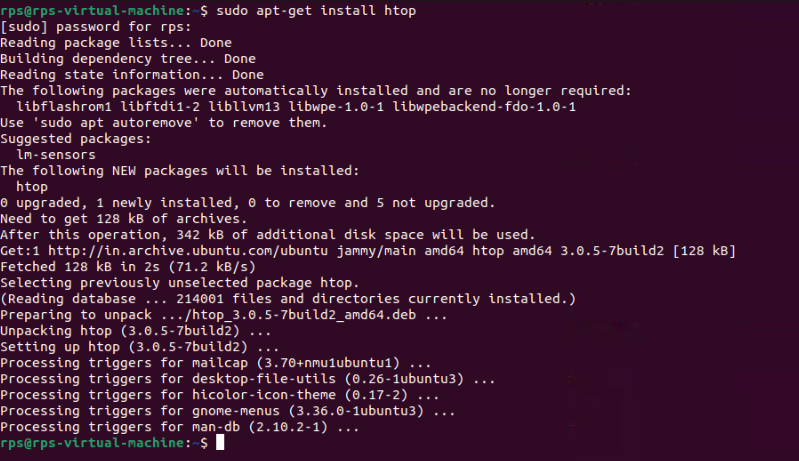 rps@rps-virtual-machine:~$ sudo apt-get install htop
[sudo] password for rps:
Reading package lists... Done
Building dependency tree... Done
Reading state information... Done
The following packages were automatically installed and are no longer required:
  libflashrom1 libftdi1-2 libllvm13 libwpe-1.0-1 libwpebackend-fdo-1.0-1
Use 'sudo apt autoremove' to remove them.
Suggested packages:
  lm-sensors
The following NEW packages will be installed:
  htop
0 upgraded, 1 newly installed, 0 to remove and 5 not upgraded.
Need to get 128 kB of archives.
After this operation, 342 kB of additional disk space will be used.
Get:1 http://in.archive.ubuntu.com/ubuntu jammy/main amd64 htop amd64 3.0.5-7build2 [128 kB]
Fetched 128 kB in 2s (71.2 kB/s)
Selecting previously unselected package htop.
(Reading database ... 214001 files and directories currently installed.)
Preparing to unpack .../htop_3.0.5-7build2_amd64.deb ...
Unpacking htop (3.0.5-7build2) ...
Setting up htop (3.0.5-7build2) ...
Processing triggers for mailcap (3.70+nmu1ubuntu1) ...
Processing triggers for desktop-file-utils (0.26-1ubuntu3) ...
Processing triggers for hicolor-icon-theme (0.17-2) ...
Processing triggers for gnome-menus (3.36.0-1ubuntu3) ...
Processing triggers for man-db (2.10.2-1) ...
rps@rps-virtual-machine:~$